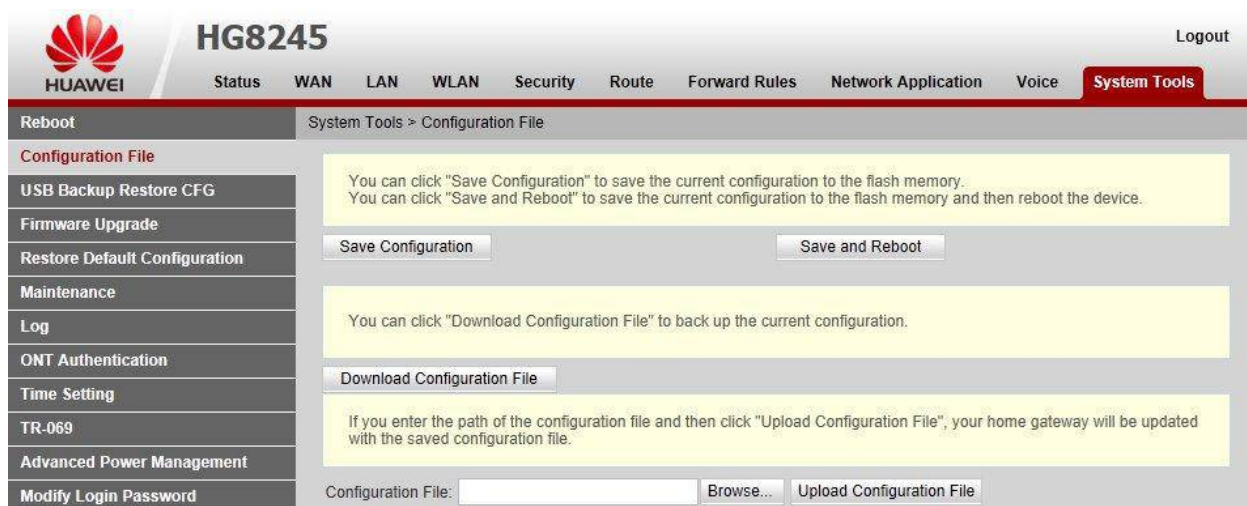 HUAWEI
HG8245
Logout
Status WAN LAN WLAN Security Route Forward Rules Network Application Voice System Tools
Reboot
Configuration File
USB Backup Restore CFG
Firmware Upgrade
Restore Default Configuration
Maintenance
Log
ONT Authentication
Time Setting
TR-069
Advanced Power Management
Modify Login Password
System Tools > Configuration File
You can click "Save Configuration" to save the current configuration to the flash memory.
You can click "Save and Reboot" to save the current configuration to the flash memory and then reboot the device.
Save Configuration Save and Reboot
You can click "Download Configuration File" to back up the current configuration.
Download Configuration File
If you enter the path of the configuration file and then click "Upload Configuration File", your home gateway will be updated
with the saved configuration file.
Configuration File: Browse... Upload Configuration File